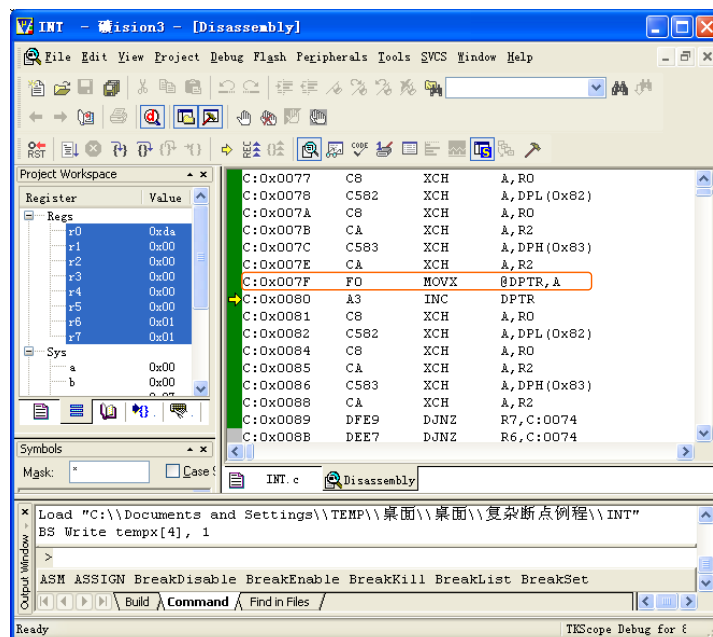 INT - 礦ision3 - [Disassembly]
File Edit View Project Debug Flash Peripherals Tools SVCS Window Help
Project Workspace
Register Value
Regs
r0 0xda
r1 0x00
r2 0x00
r3 0x00
r4 0x00
r5 0x00
r6 0x01
r7 0x01
Sys
a 0x00
b 0x00
C:0x0077 C8 XCH A,R0
C:0x0078 C582 XCH A,DPL(0x82)
C:0x007A C8 XCH A,R0
C:0x007B CA XCH A,R2
C:0x007C C583 XCH A,DPH(0x83)
C:0x007E CA XCH A,R2
C:0x007F F0 MOVX @DPTR,A
C:0x0080 A3 INC DPTR
C:0x0081 C8 XCH A,R0
C:0x0082 C582 XCH A,DPL(0x82)
C:0x0084 C8 XCH A,R0
C:0x0085 CA XCH A,R2
C:0x0086 C583 XCH A,DPH(0x83)
C:0x0088 CA XCH A,R2
C:0x0089 DFE9 DJNZ R7,C:0074
C:0x008B DEE7 DJNZ R6,C:0074
Symbols
Mask: * Case
INT.c Disassembly
Load "C:\\Documents and Settings\\TEMP\\桌面\\桌面\\复杂断点例程\\INT"
BS Write tempx[4], 1
>
ASM ASSIGN BreakDisable BreakEnable BreakKill BreakList BreakSet
Output Window
Build Command Find in Files
Ready TKScope Debug for 8